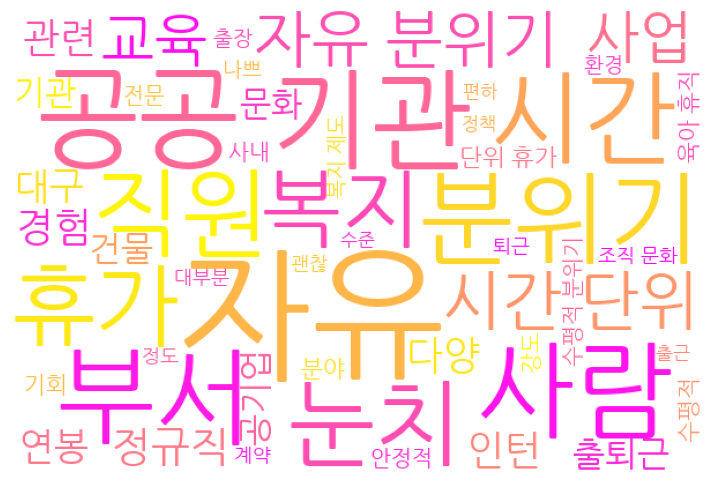 관련 교육 출장 자유 분위기 사업
나쁘 환경
기관 전문 공공 기관 문화 편하 시간 육아 휴직
정책
사내 복지 제도 단위 휴가
대구 직원 복지 분위기
경험 건물 수준 퇴근 조직 문화
대부분 괜찮 수평적 분위기
휴가 자유 시간 단위
정도 다양 강도 출근
기회 부서 공기업 분야 눈치 사람 수평적
연봉 정규직 계약 안정적 인턴 출퇴근